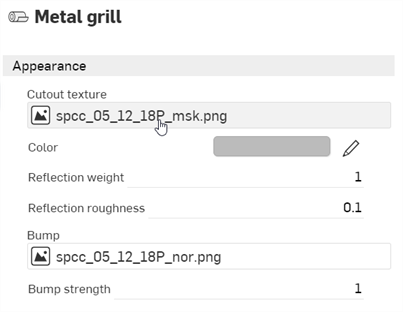 Metal grill
Appearance
Cutout texture
spcc_05_12_18P_msk.png
Color
Reflection weight 1
Reflection roughness 0.1
Bump
spcc_05_12_18P_nor.png
Bump strength 1